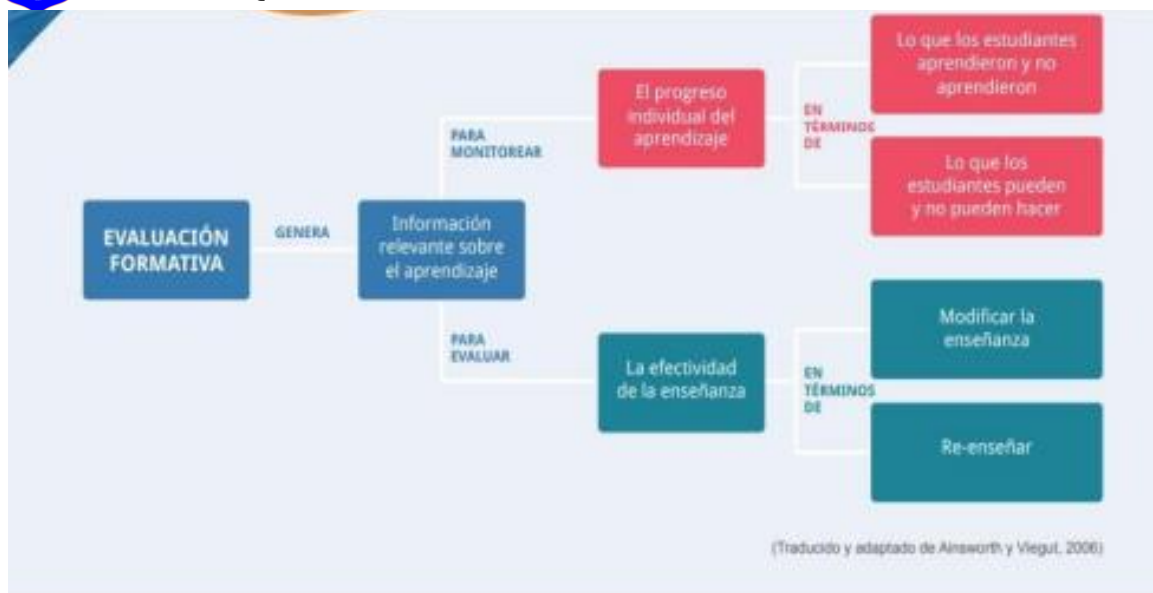 EVALUACIÓN
FORMATIVA
GENERA
Información
relevante sobre
el aprendizaje
PARA
MONITOREAR
El progreso
individual del
aprendizaje
EN
TÉRMINOS
DE
Lo que los estudiantes
aprendieron y no
aprendieron
Lo que los
estudiantes pueden
y no pueden hacer
PARA
EVALUAR
La efectividad
de la enseñanza
EN
TÉRMINOS
DE
Modificar la
enseñanza
Re-enseñar
(Traducido y adaptado de Ainsworth y Viegut, 2006)